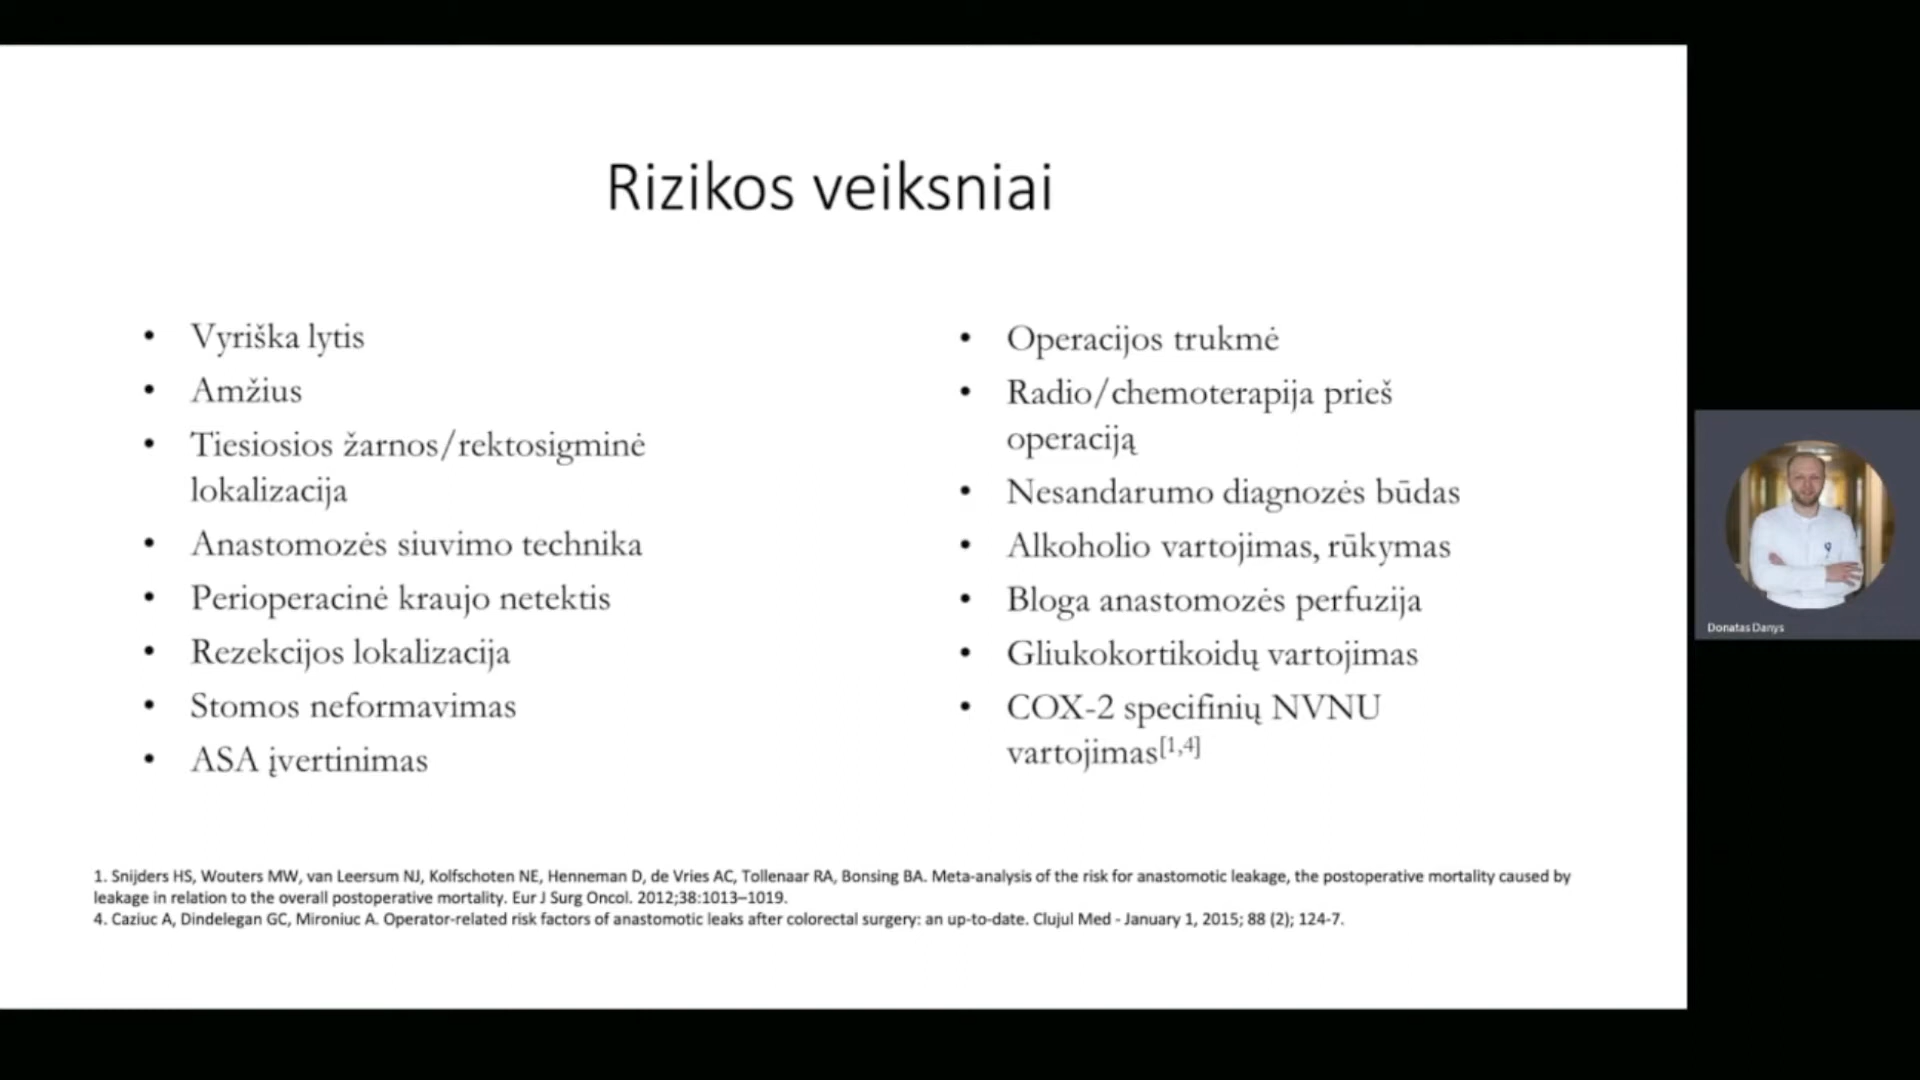 Rizikos veiksniai
• Vyriška lytis
• Amžius
• Tiesiosios žarnos/rektosigminė
lokalizacija
• Anastomozės siuvimo technika
• Perioperacinė kraujo netektis
• Rezekcijos lokalizacija
• Stomos neformavimas
• ASA įvertinimas
• Operacijos trukmė
• Radio/chemoterapija prieš
operaciją
• Nesandarumo diagnozės būdas
• Alkoholio vartojimas, rūkymas
• Bloga anastomozės perfuzija
• Gliukokortikoidų vartojimas
• COX-2 specifinių NVNU
vartojimas[1,4]
1. Snijders HS, Wouters MW, van Leersum NJ, Kolfschoten NE, Henneman D, de Vries AC, Tollenaar RA, Bonsing BA. Meta-analysis of the risk for anastomotic leakage, the postoperative mortality caused by
leakage in relation to the overall postoperative mortality. Eur J Surg Oncol. 2012;38:1013–1019.
4. Caziuc A, Dindelegan GC, Mironiuc A. Operator-related risk factors of anastomotic leaks after colorectal surgery: an up-to-date. Clujul Med - January 1, 2015; 88 (2); 124-7.
Donatas Danys